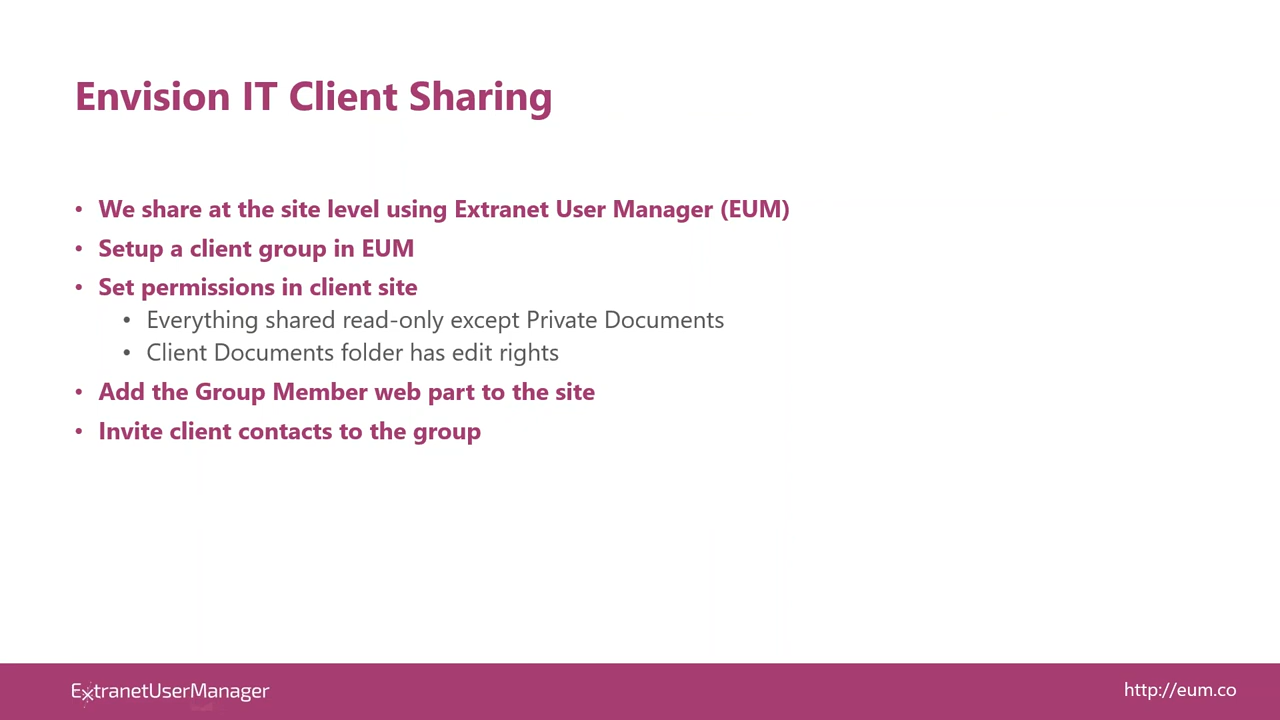 Envision IT Client Sharing
• We share at the site level using Extranet User Manager (EUM)
• Setup a client group in EUM
• Set permissions in client site
• Everything shared read-only except Private Documents
• Client Documents folder has edit rights
• Add the Group Member web part to the site
• Invite client contacts to the group
ExtranetUserManager
http://eum.co